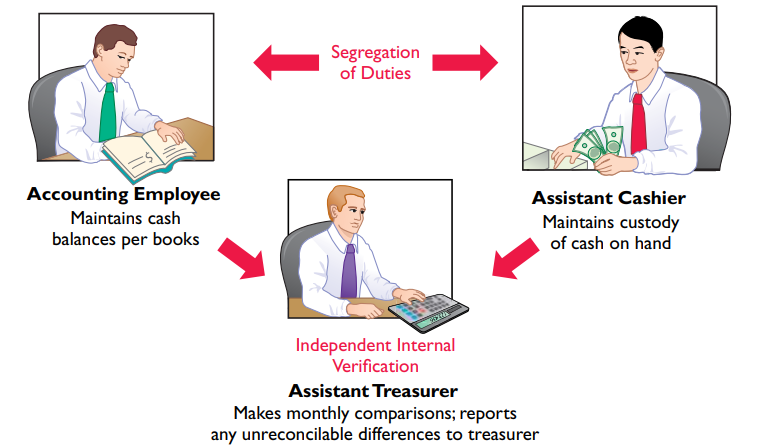 Segregation
of Duties
Accounting Employee
Maintains cash
balances per books
Assistant Cashier
Maintains custody
of cash on hand
Independent Internal
Verification
Assistant Treasurer
Makes monthly comparisons; reports
any unreconcilable differences to treasurer